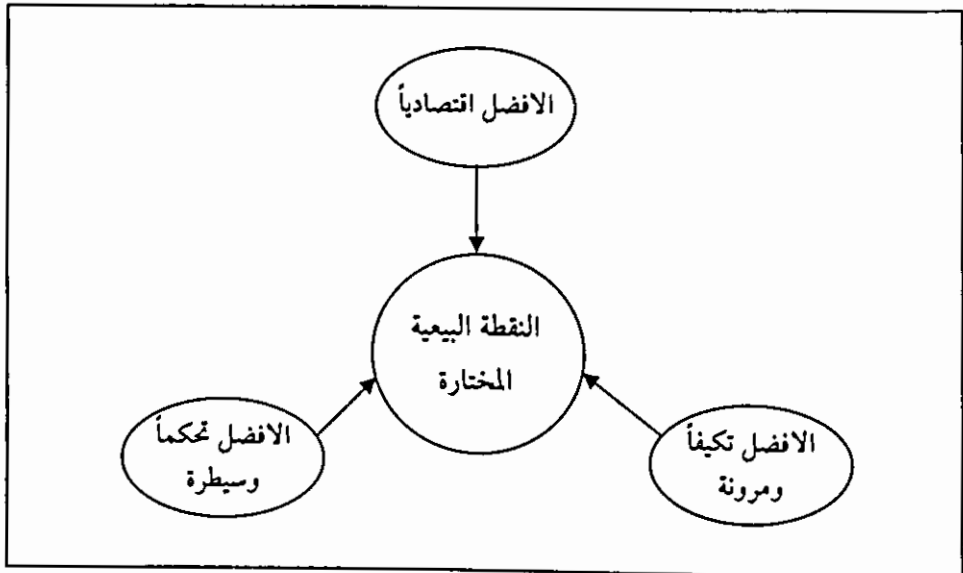 الافضل اقتصادياً
النقطة البيعية
المختارة
الافضل تكيفاً
ومرونة
الافضل تحكماً
وسيطرة